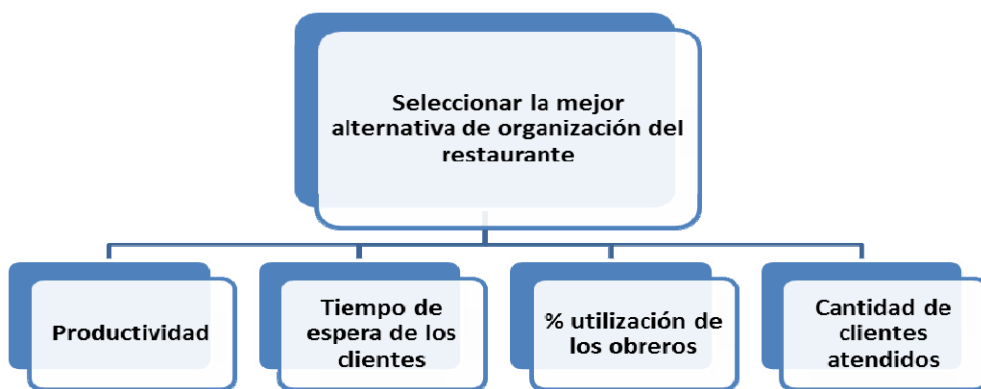 Seleccionar la mejor
alternativa de organización del
restaurante
Productividad
Tiempo de
espera de los
clientes
% utilización de
los obreros
Cantidad de
clientes
atendidos